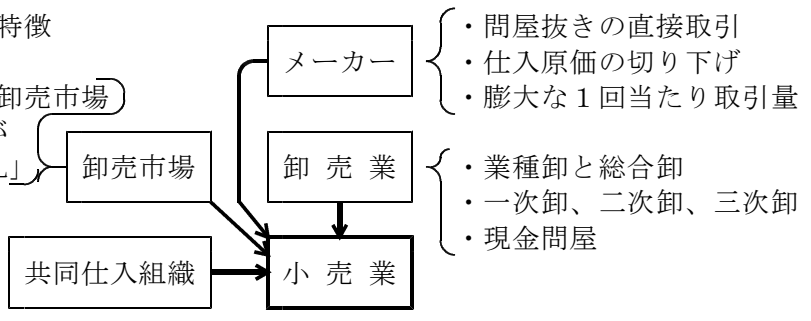 特徴
卸売市場
が
」
メーカー
・問屋抜きの直接取引
・仕入原価の切り下げ
・膨大な1回当たり取引量
卸売市場
卸 売 業
・業種卸と総合卸
・一次卸、二次卸、三次卸
・現金問屋
共同仕入組織
小 売 業